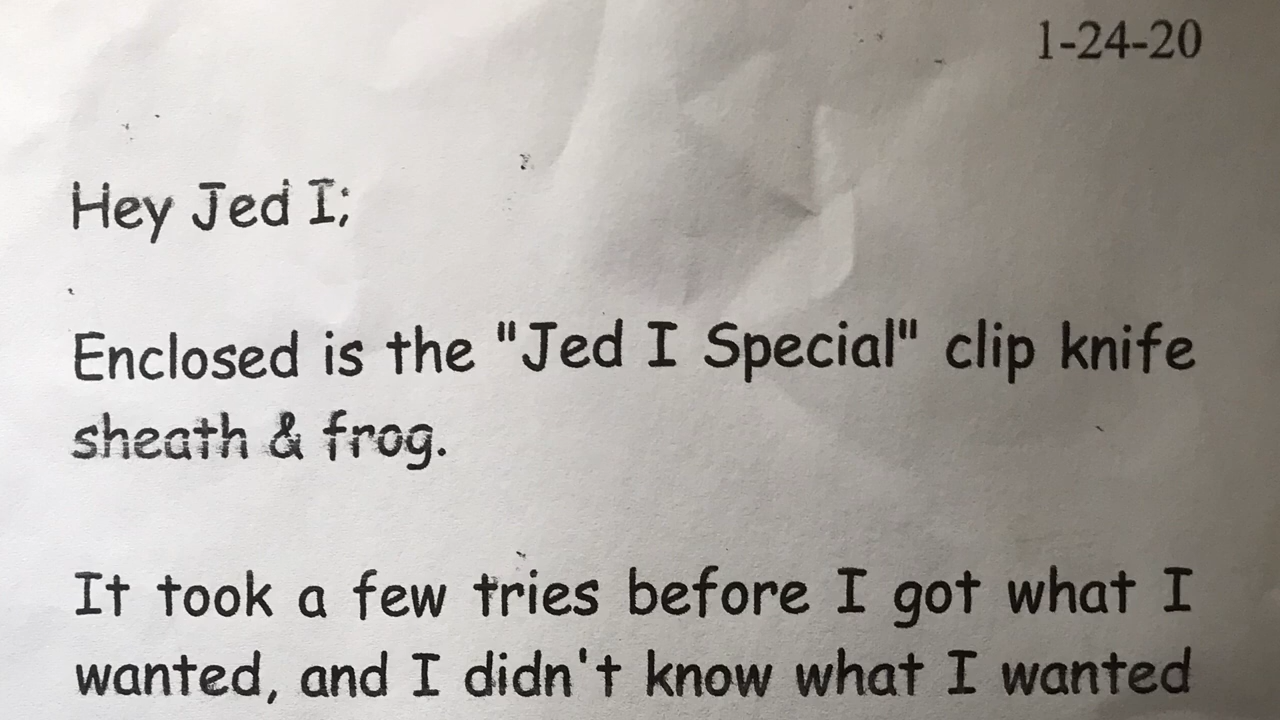 1-24-20
Hey Jed I;
Enclosed is the "Jed I Special" clip knife
sheath & frog.
It took a few tries before I got what I
wanted, and I didn't know what I wanted